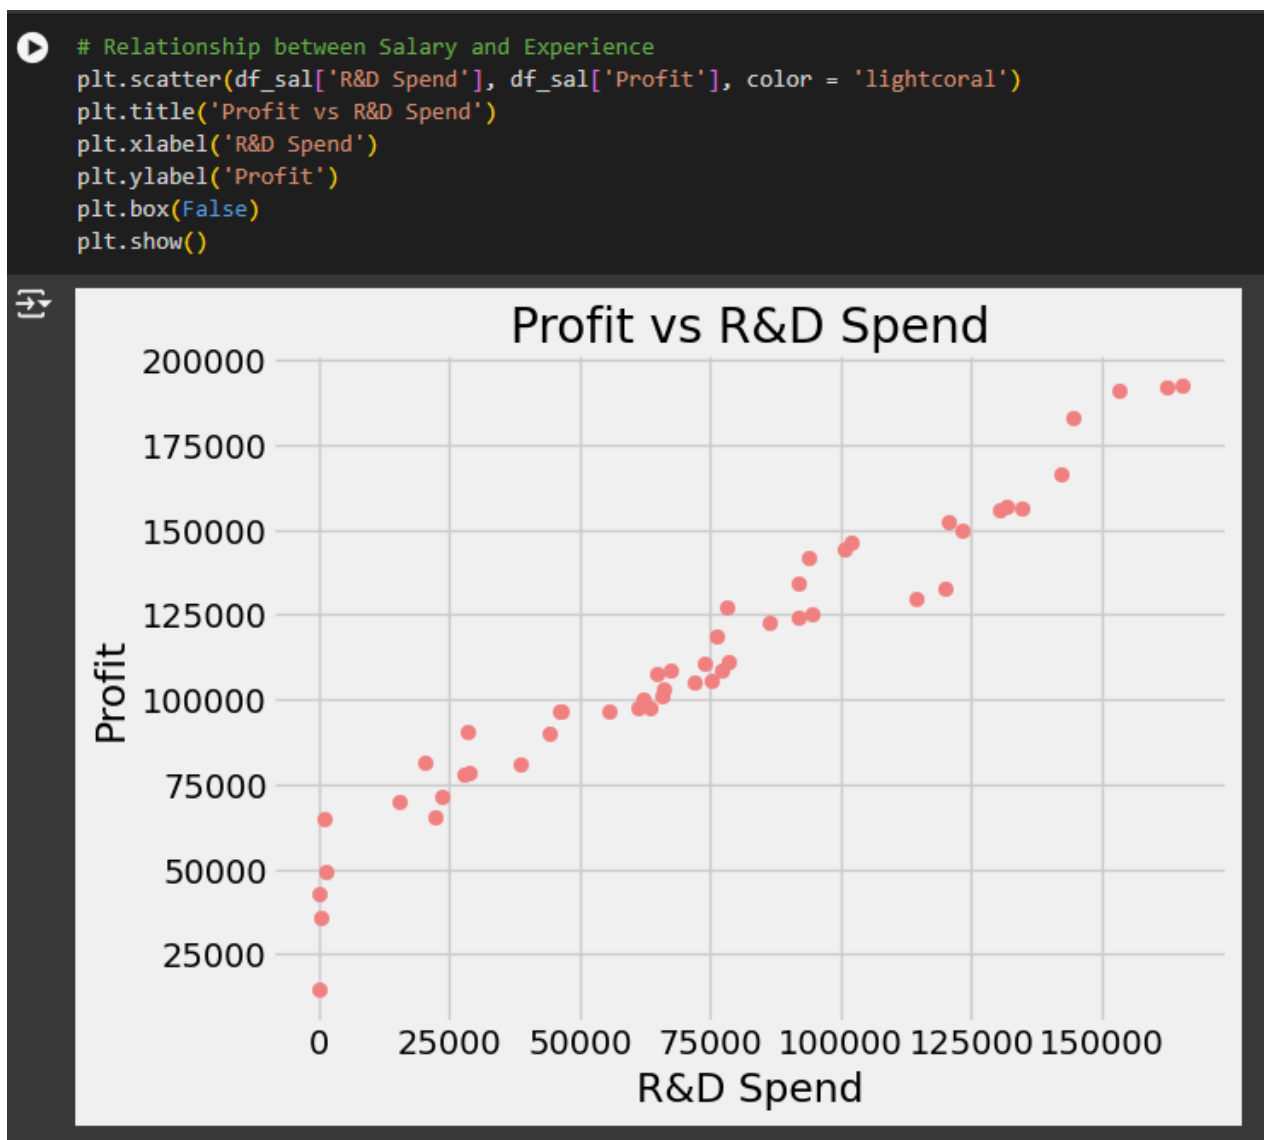 # Relationship between Salary and Experience
plt.scatter(df_sal['R&D Spend'], df_sal['Profit'], color = 'lightcoral')
plt.title('Profit vs R&D Spend')
plt.xlabel('R&D Spend')
plt.ylabel('Profit')
plt.box(False)
plt.show()
Profit vs R&D Spend
200000
175000
150000
125000
100000
75000
50000
25000
Profit
0 25000 50000 75000 100000 125000 150000
R&D Spend